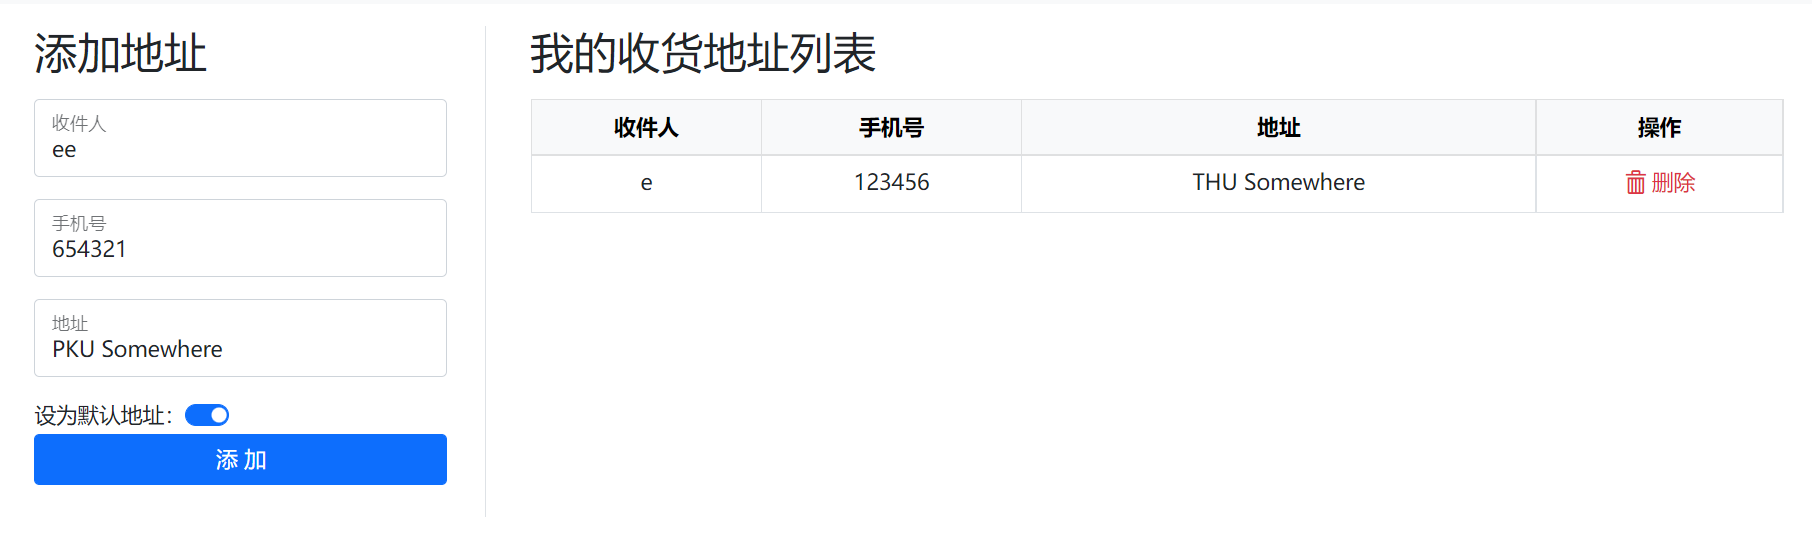 添加地址
收件人
ee
手机号
654321
地址
PKU Somewhere
设为默认地址：
添 加
我的收货地址列表
收件人 手机号 地址 操作
e 123456 THU Somewhere 删除